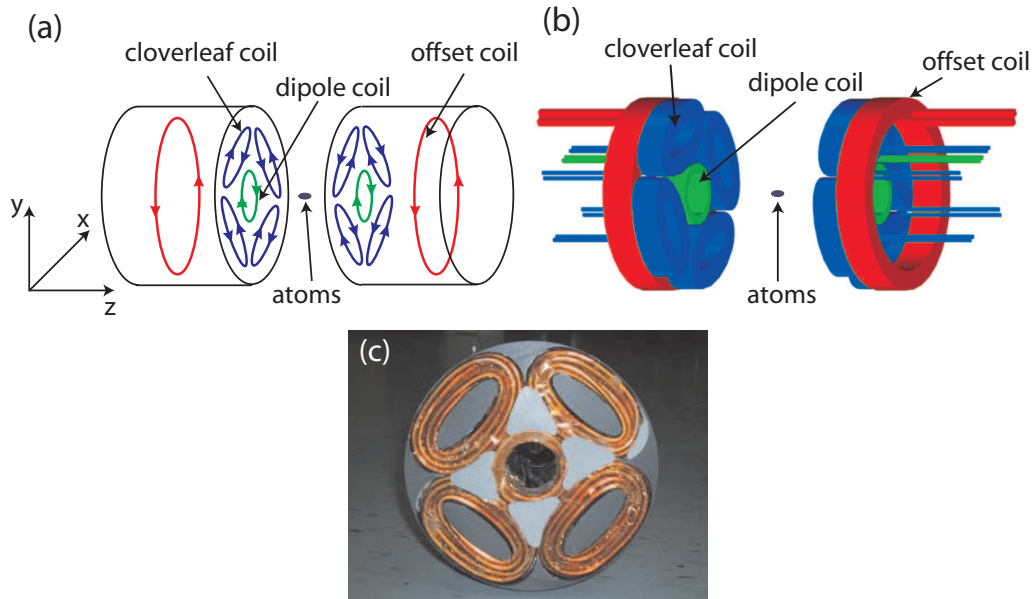 (a)
cloverleaf coil
dipole coil
offset coil
y
x
z
atoms
(b)
cloverleaf coil
dipole coil
offset coil
atoms
(c)